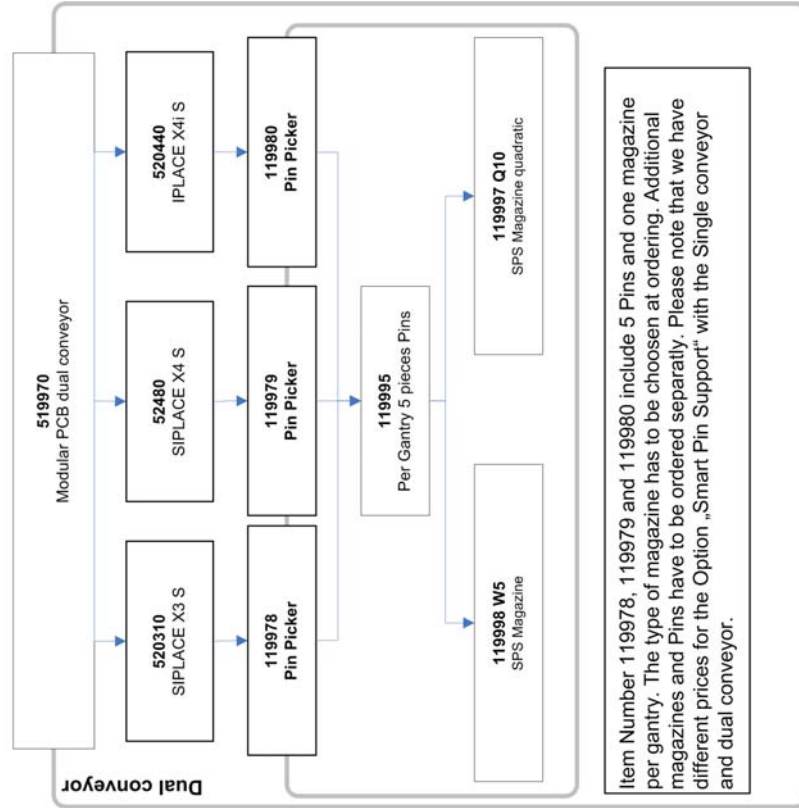 Dual conveyor
519970
Modular PCB dual conveyor
520310
SIPLACE X3 S
52480
SIPLACE X4 S
520440
IPLACE X4i S
119978
Pin Picker
119979
Pin Picker
119980
Pin Picker
119995
Per Gantry 5 pieces Pins
119998 W5
SPS Magazine
119997 Q10
SPS Magazine quadratic
Item Number 119978, 119979 and 119980 include 5 Pins and one magazine
per gantry. The type of magazine has to be choosen at ordering. Additional
magazines and Pins have to be ordered separatly. Please note that we have
different prices for the Option „Smart Pin Support“ with the Single conveyor
and dual conveyor.